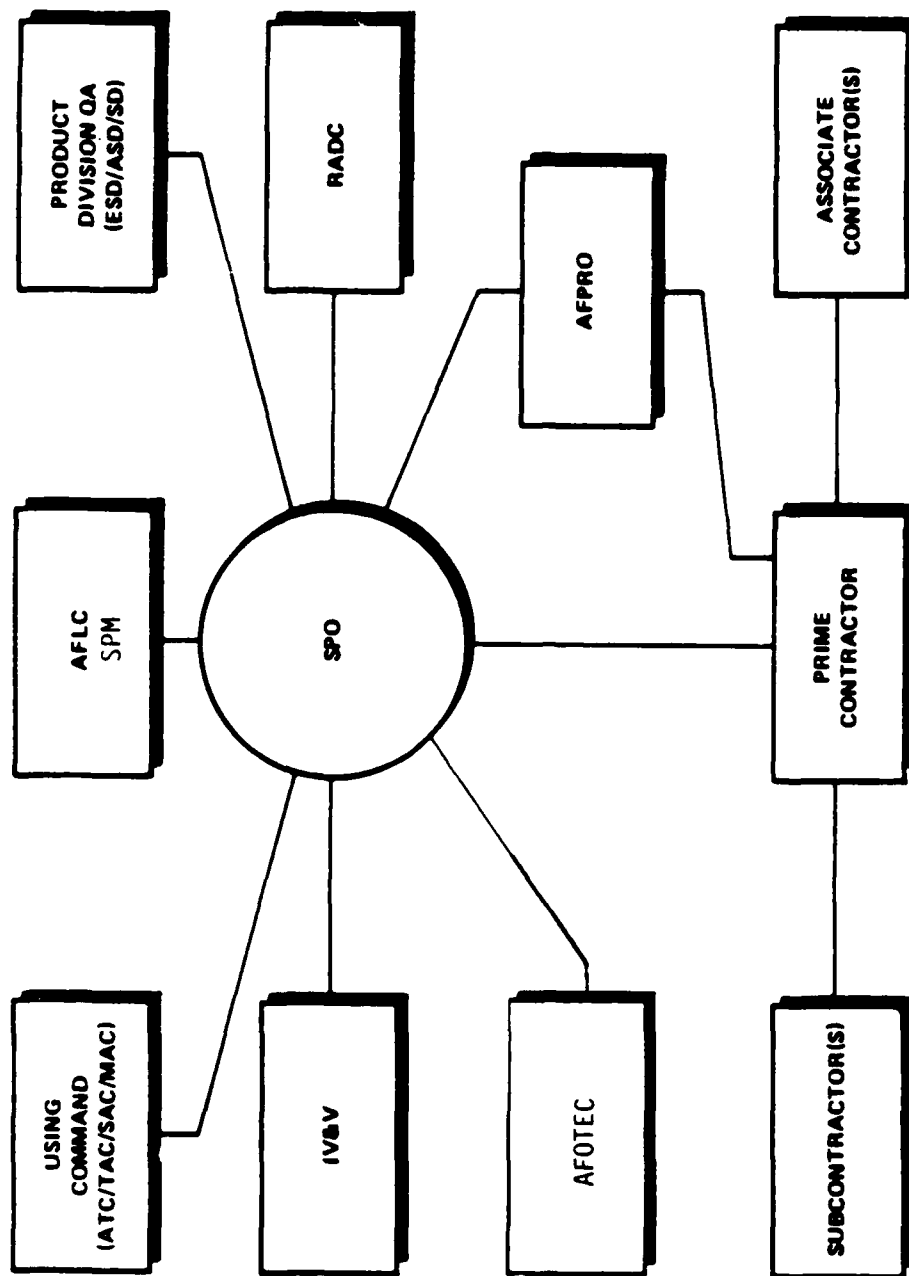 USING
COMMAND
(ATC/TAC/SAC/MAC)
AFLC
SPM
PRODUCT
DIVISION QA
(ESD/ASD/SD)
IV&V
SPO
RADC
AFOTEC
AFPRO
SUBCONTRACTOR(S)
PRIME
CONTRACTOR
ASSOCIATE
CONTRACTOR(S)